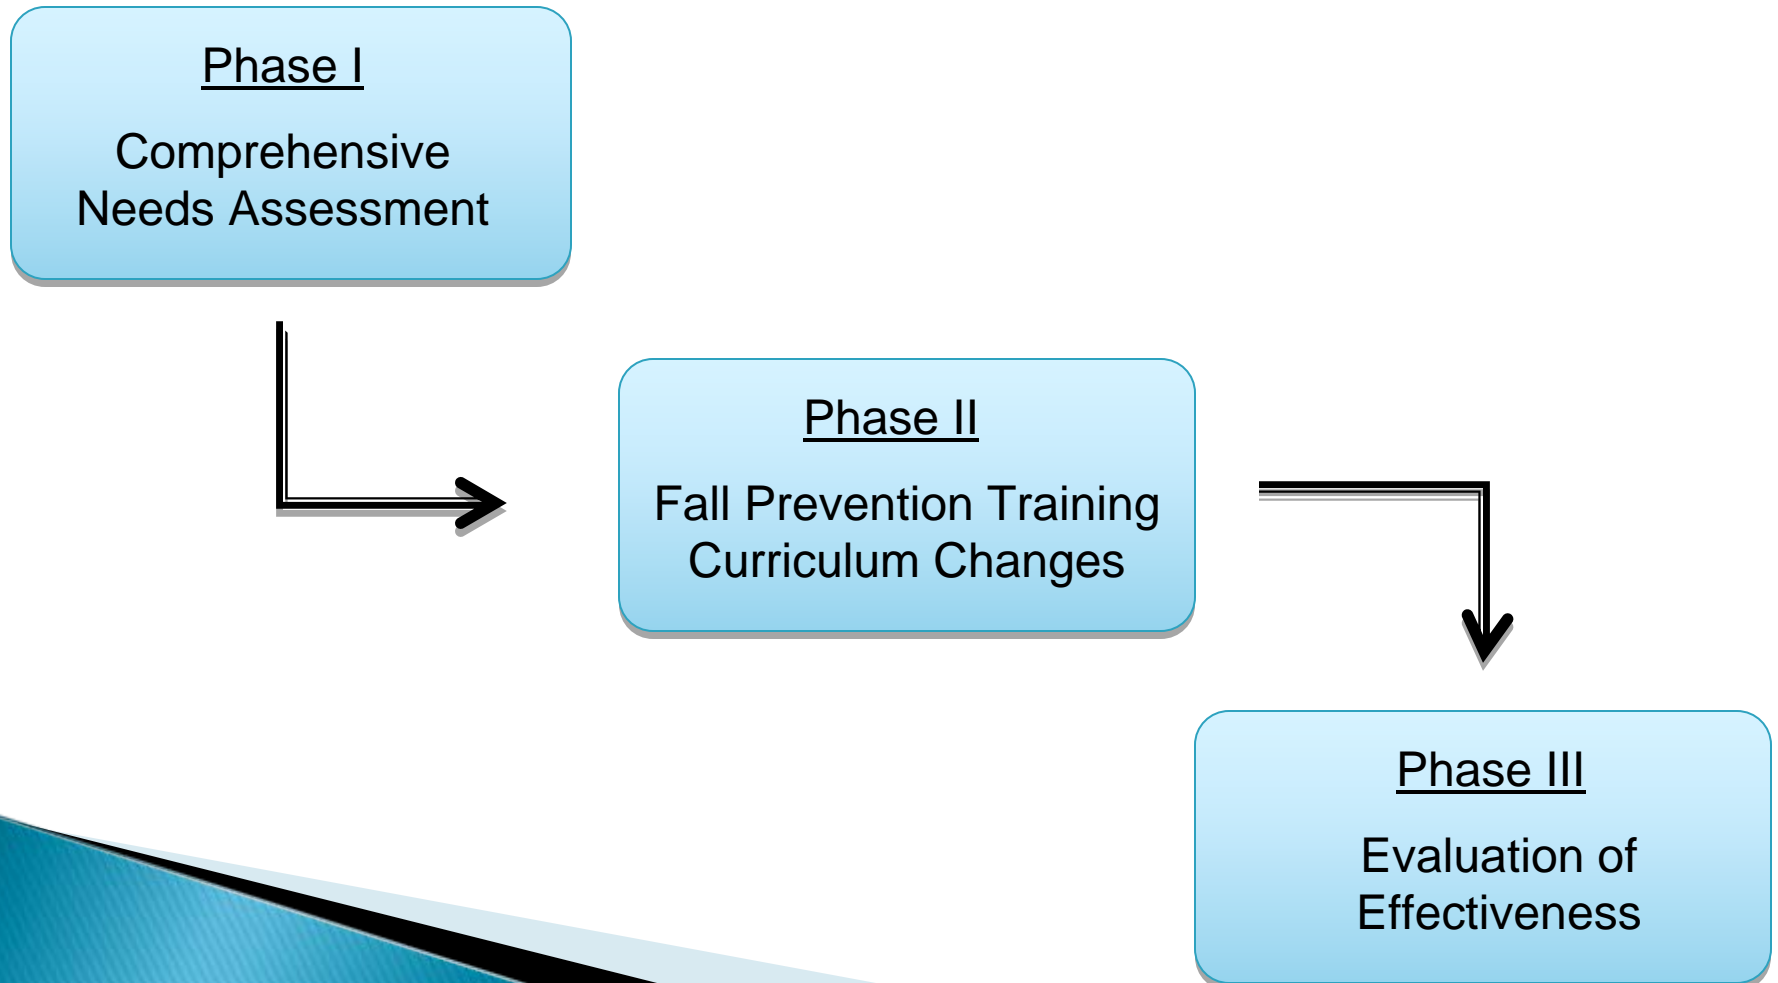 Phase I
Comprehensive
Needs Assessment
Phase II
Fall Prevention Training
Curriculum Changes
Phase III
Evaluation of
Effectiveness